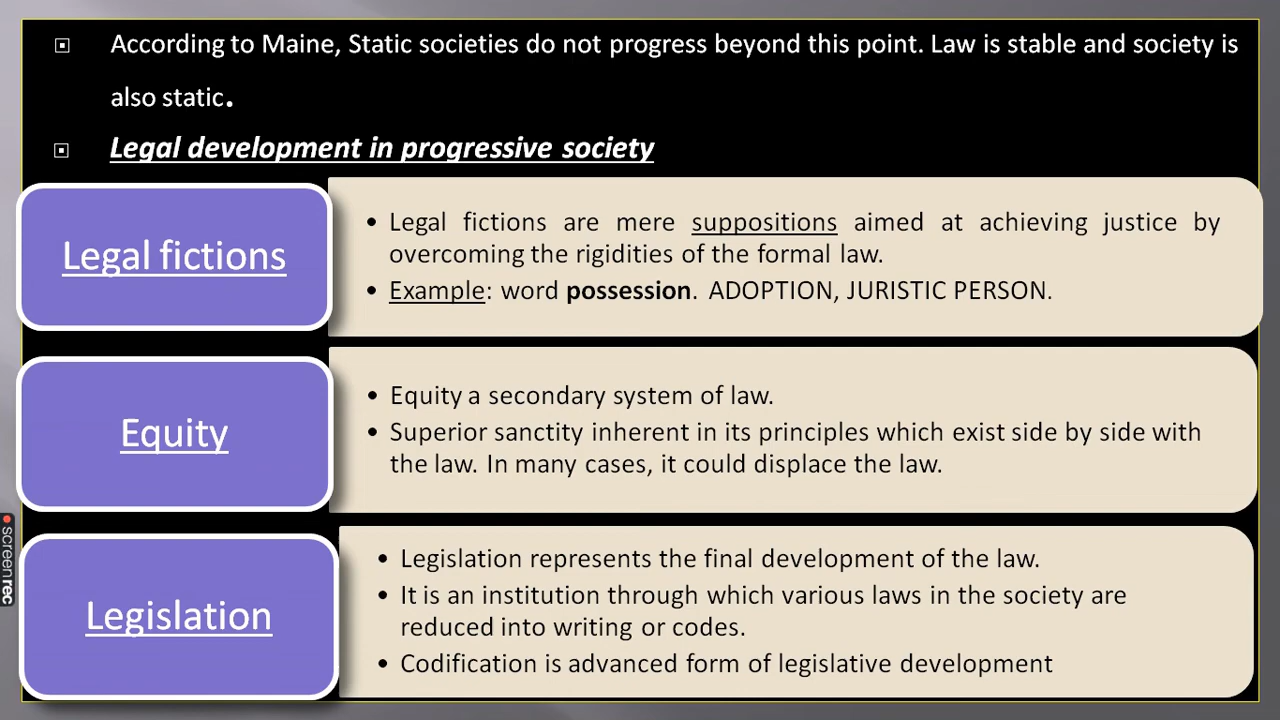 According to Maine, Static societies do not progress beyond this point. Law is stable and society is
also static.
Legal development in progressive society
Legal fictions
• Legal fictions are mere suppositions aimed at achieving justice by
overcoming the rigidities of the formal law.
• Example: word possession. ADOPTION, JURISTIC PERSON.
Equity
• Equity a secondary system of law.
• Superior sanctity inherent in its principles which exist side by side with
the law. In many cases, it could displace the law.
Legislation
• Legislation represents the final development of the law.
• It is an institution through which various laws in the society are
reduced into writing or codes.
• Codification is advanced form of legislative development
screenrec